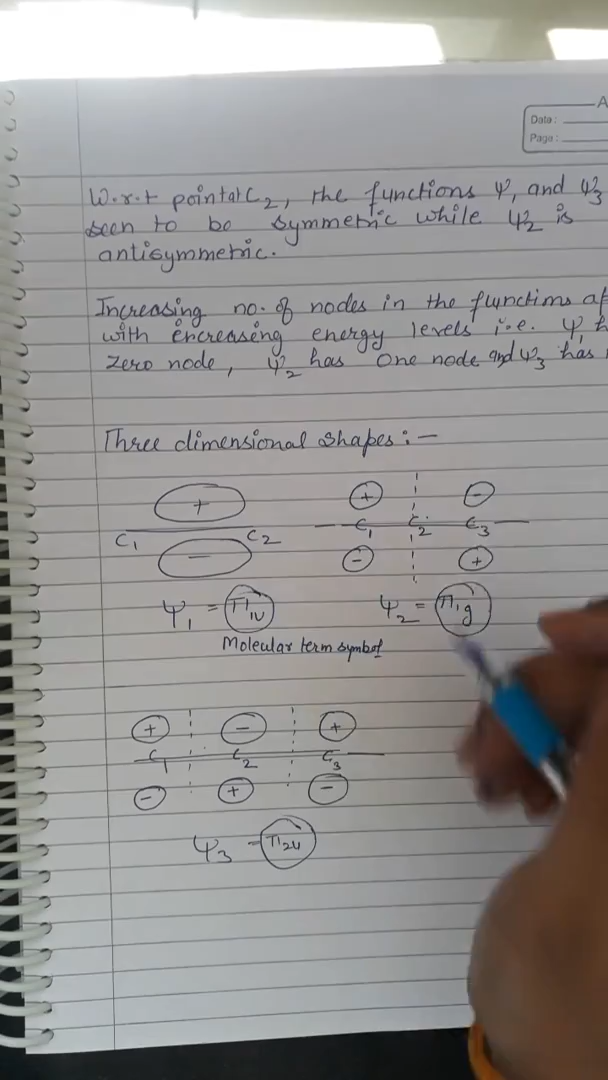 A
Date :
Page :
W.r.t point at C2, the functions ψ1 and ψ3
seen to be symmetric while ψ2 is
antisymmetric.
Increasing no. of nodes in the functions
with encreaseng energy levels i.e. ψ1 h
zero node, ψ2 has one node and ψ3 has
Three dimensional shapes :-
+ + -
C1 C2 C1 C2 C3
- - +
ψ1 = π1u ψ2 = π1g
Molecular term symbol
+ - +
C1 C2 C3
- + -
ψ3 = π2u